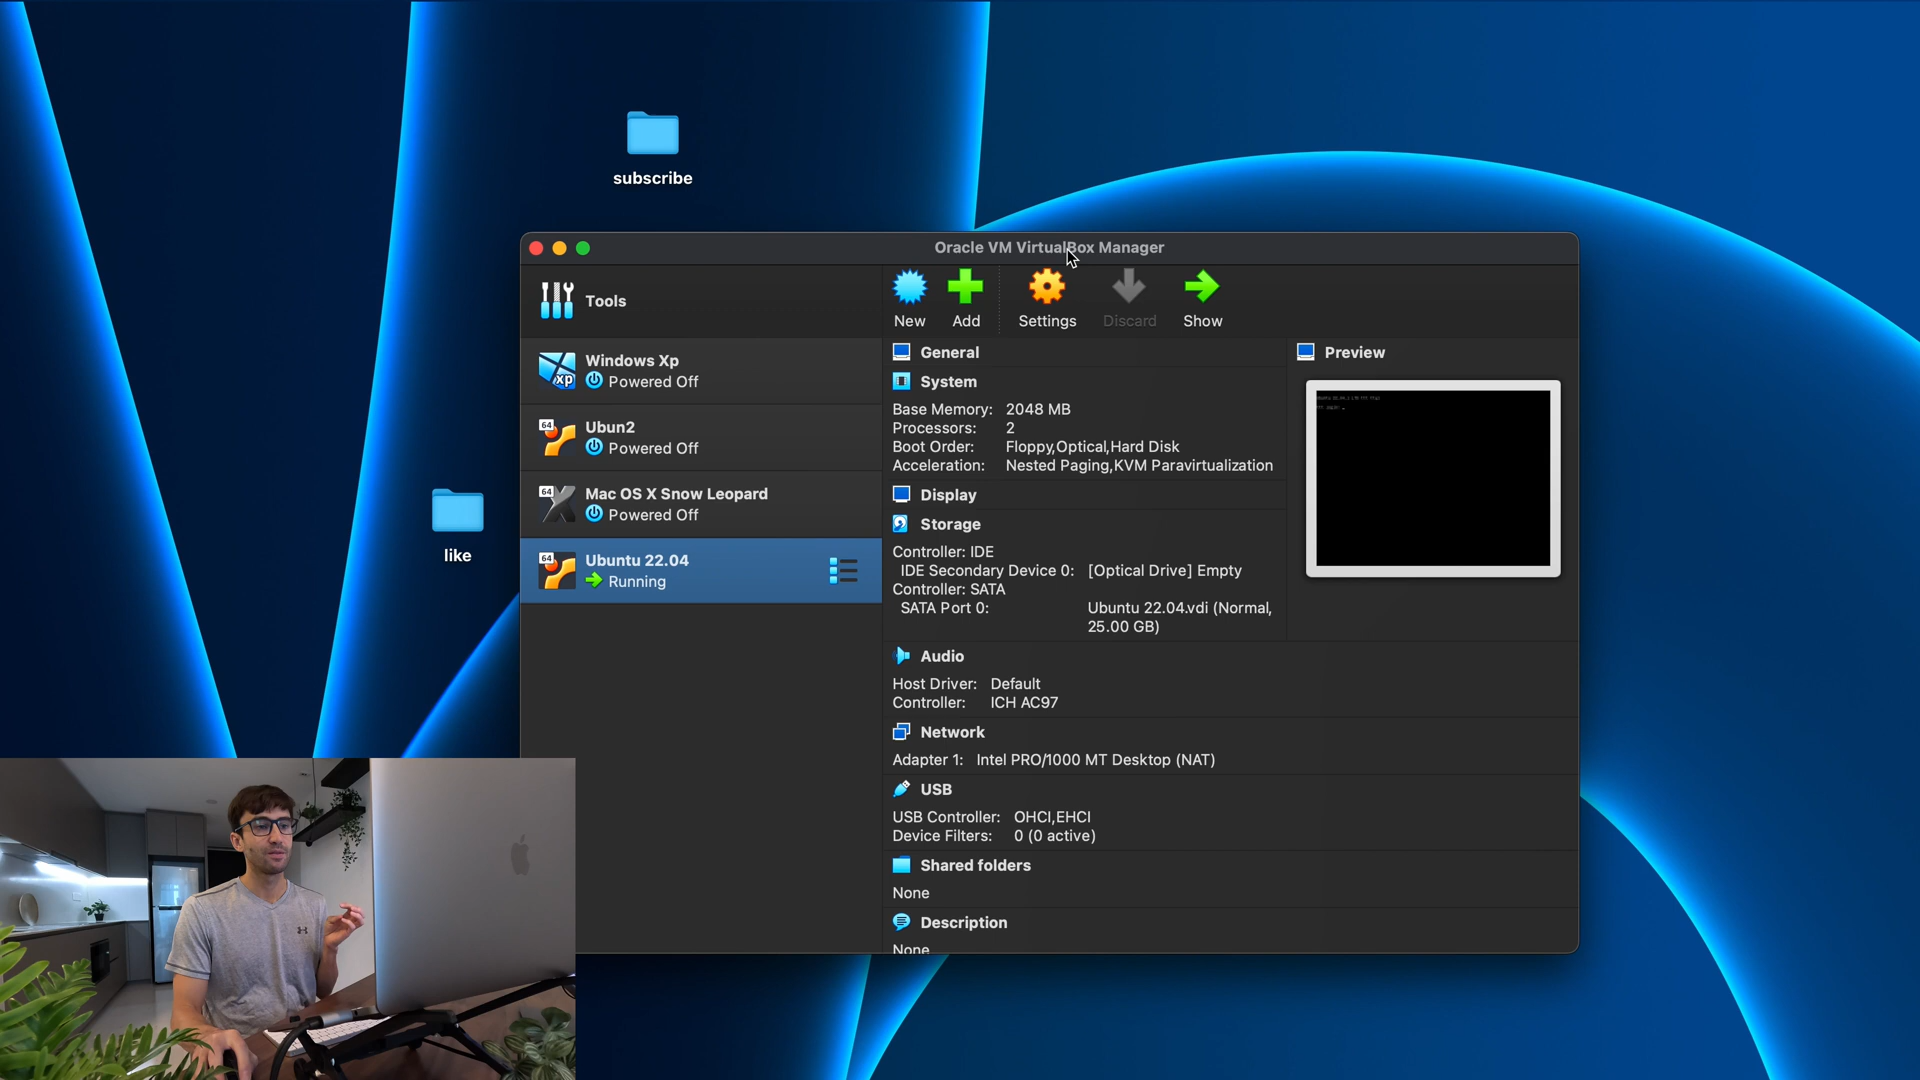 subscribe
like
Oracle VM VirtualBox Manager
Tools
New
Add
Settings
Discard
Show
xp
Windows Xp
Powered Off
64
Ubun2
Powered Off
64
Mac OS X Snow Leopard
Powered Off
64
Ubuntu 22.04
Running
General
System
Base Memory: 2048 MB
Processors: 2
Boot Order: Floppy,Optical,Hard Disk
Acceleration: Nested Paging,KVM Paravirtualization
Display
Storage
Controller: IDE
IDE Secondary Device 0: [Optical Drive] Empty
Controller: SATA
SATA Port 0: Ubuntu 22.04.vdi (Normal,
25.00 GB)
Audio
Host Driver: Default
Controller: ICH AC97
Network
Adapter 1: Intel PRO/1000 MT Desktop (NAT)
USB
USB Controller: OHCI,EHCI
Device Filters: 0 (0 active)
Shared folders
None
Description
None
Preview